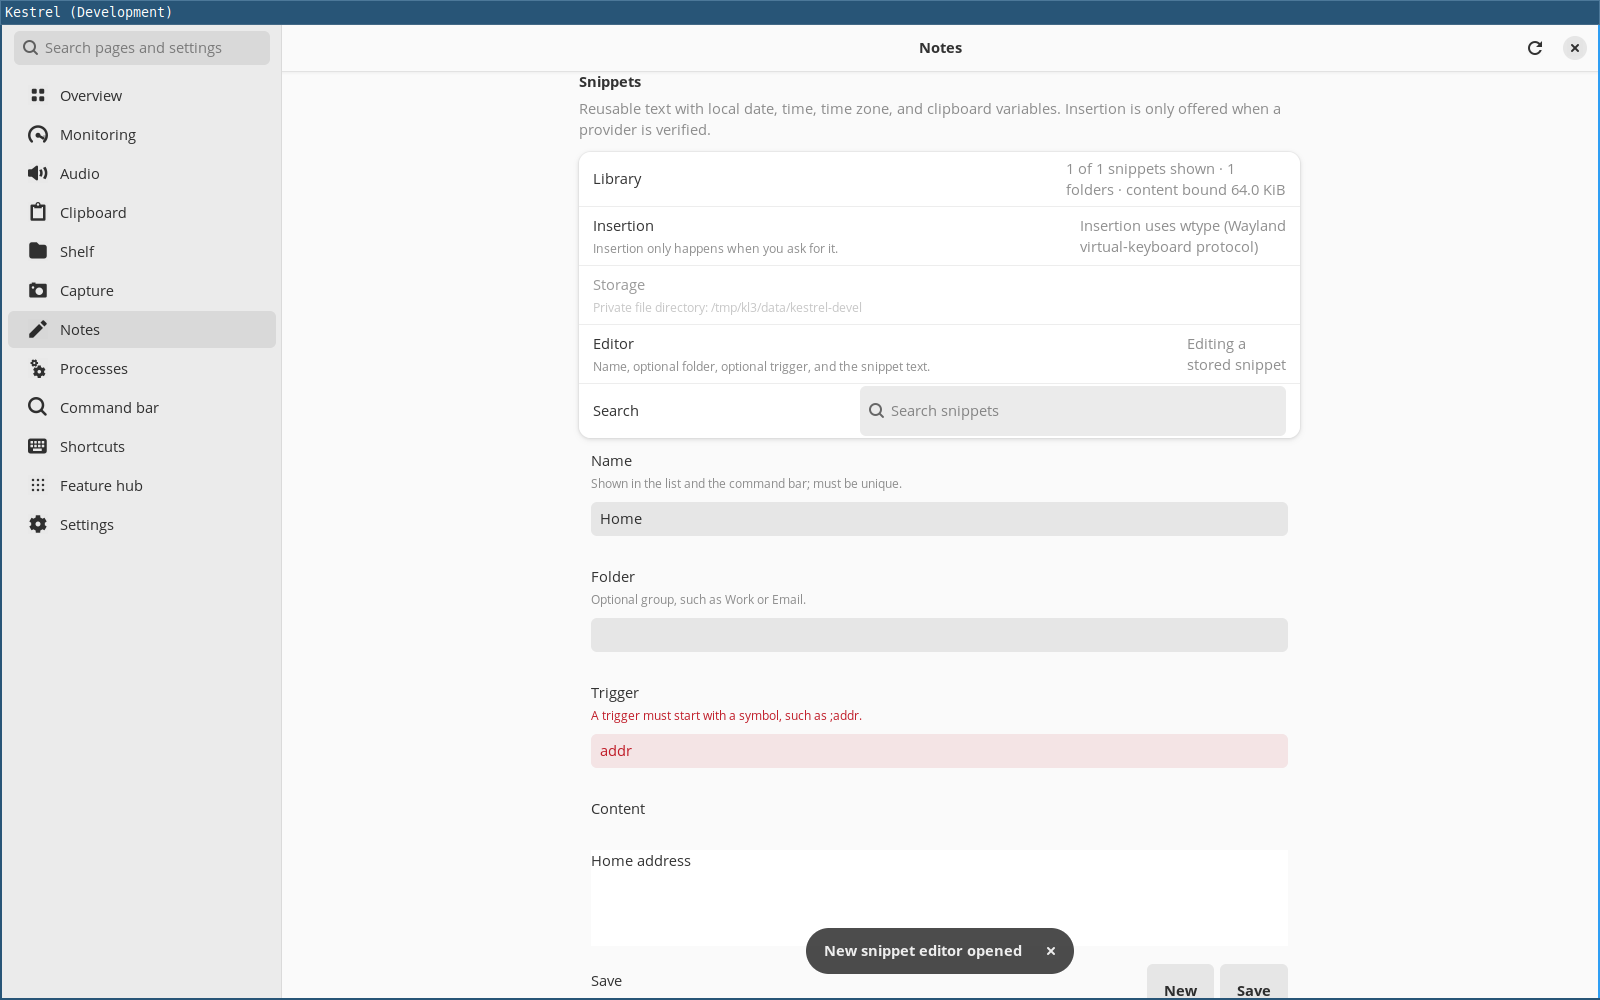 Kestrel (Development)
Search pages and settings
Overview
Monitoring
Audio
Clipboard
Shelf
Capture
Notes
Processes
Command bar
Shortcuts
Feature hub
Settings
Notes
Snippets
Reusable text with local date, time, time zone, and clipboard variables. Insertion is only offered when a
provider is verified.
Library
1 of 1 snippets shown · 1
folders · content bound 64.0 KiB
Insertion
Insertion only happens when you ask for it.
Insertion uses wtype (Wayland
virtual-keyboard protocol)
Storage
Private file directory: /tmp/kl3/data/kestrel-devel
Editor
Name, optional folder, optional trigger, and the snippet text.
Editing a
stored snippet
Search
Search snippets
Name
Shown in the list and the command bar; must be unique.
Home
Folder
Optional group, such as Work or Email.
Trigger
A trigger must start with a symbol, such as ;addr.
addr
Content
Home address
New snippet editor opened
Save
New
Save